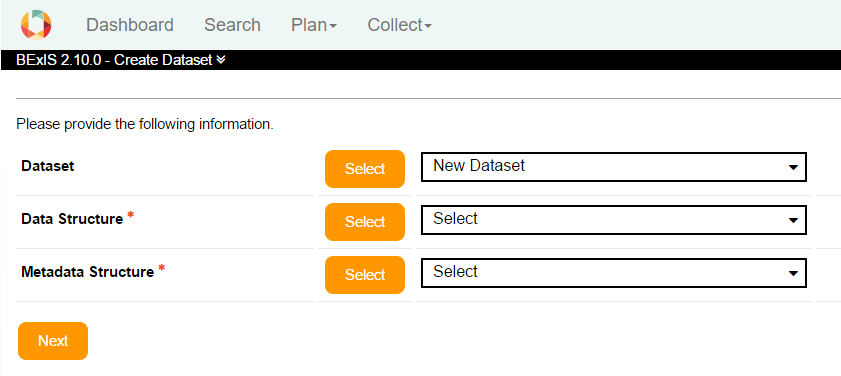 Dashboard Search Plan Collect
BExIS 2.10.0 - Create Dataset
Please provide the following information.
Dataset Select New Dataset
Data Structure * Select Select
Metadata Structure * Select Select
Next